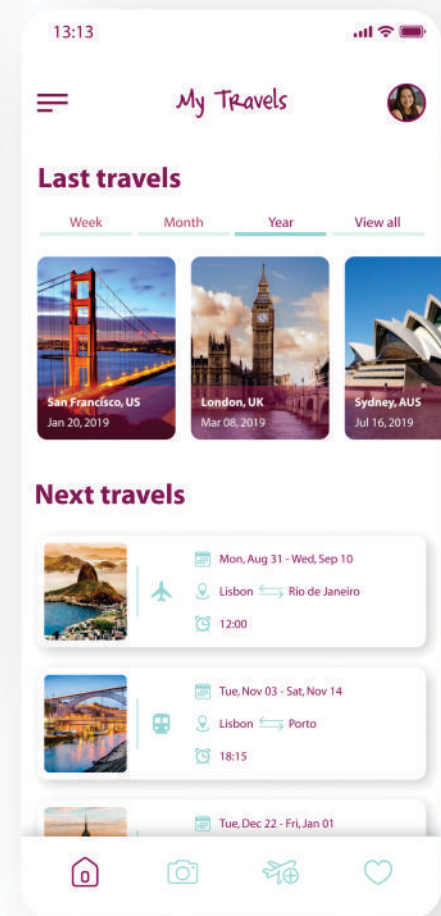 13:13
My Travels
Last travels
Week Month Year View all
San Francisco, US
Jan 20, 2019
London, UK
Mar 08, 2019
Sydney, AUS
Jul 16, 2019
Next travels
Mon, Aug 31 - Wed, Sep 10
Lisbon Rio de Janeiro
12:00
Tue, Nov 03 - Sat, Nov 14
Lisbon Porto
18:15
Tue, Dec 22 - Fri, Jan 01